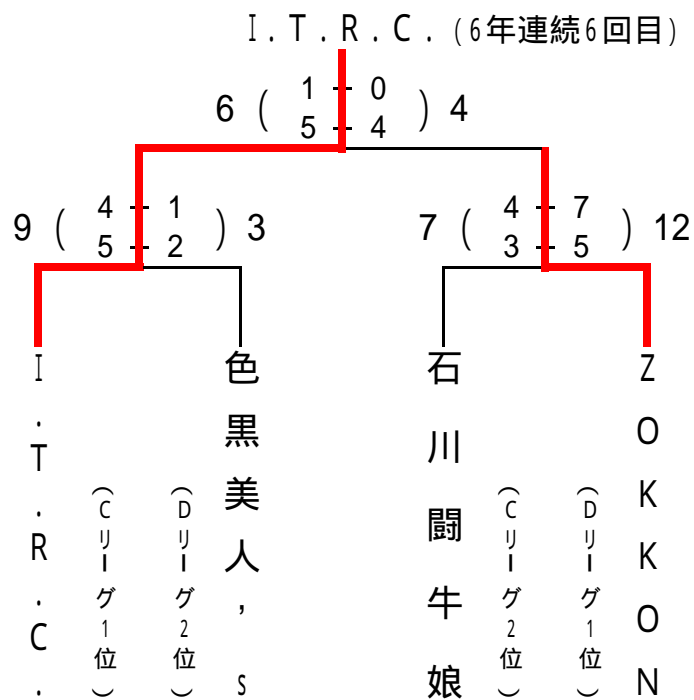 I.T.R.C.(6年連続6回目)
6 ( 1 0 ) 4
5 4
9 ( 4 1 ) 3
5 2
7 ( 4 7 ) 12
3 5
I.T.R.C.
(Cリーグ1位)
(Dリーグ2位)
色黒美人,s
石川闘牛娘
(Cリーグ2位)
(Dリーグ1位)
ZOKKON